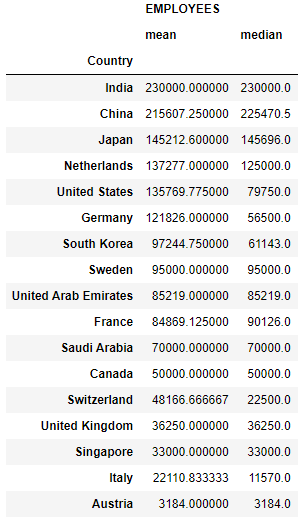 EMPLOYEES
mean median
Country
India 230000.000000 230000.0
China 215607.250000 225470.5
Japan 145212.600000 145696.0
Netherlands 137277.000000 125000.0
United States 135769.775000 79750.0
Germany 121826.000000 56500.0
South Korea 97244.750000 61143.0
Sweden 95000.000000 95000.0
United Arab Emirates 85219.000000 85219.0
France 84869.125000 90126.0
Saudi Arabia 70000.000000 70000.0
Canada 50000.000000 50000.0
Switzerland 48166.666667 22500.0
United Kingdom 36250.000000 36250.0
Singapore 33000.000000 33000.0
Italy 22110.833333 11570.0
Austria 3184.000000 3184.0